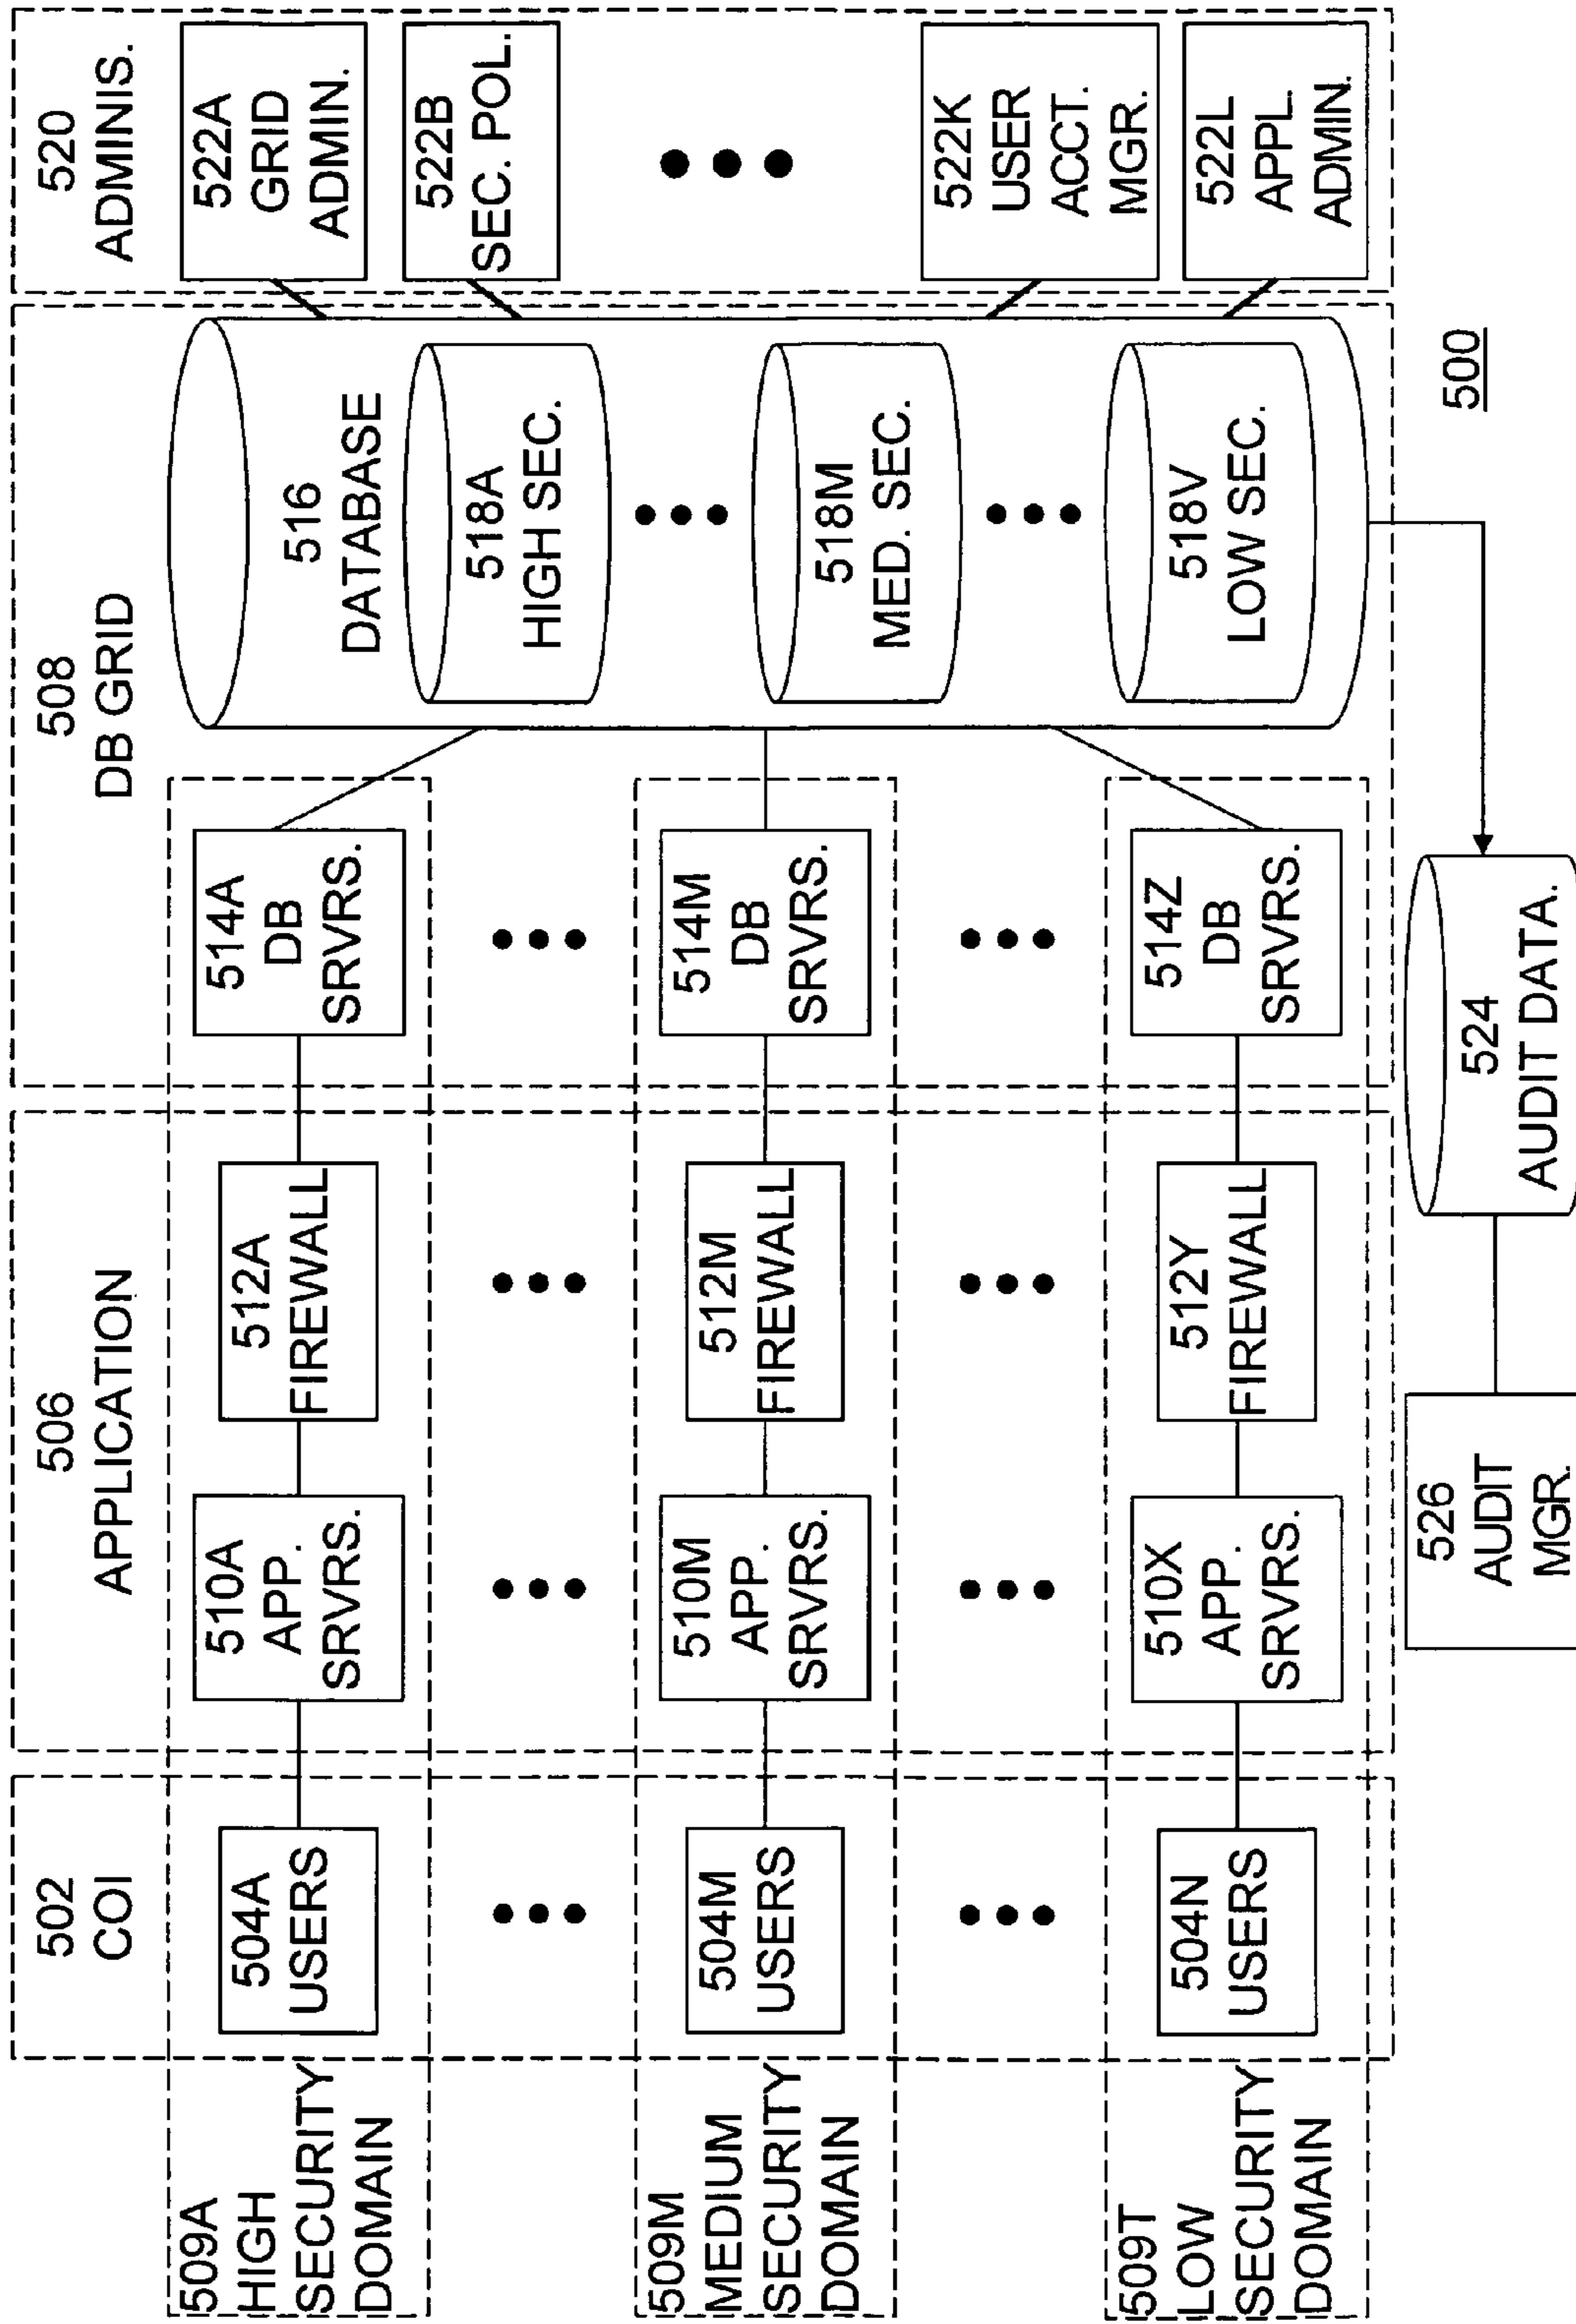 502
COI
506
APPLICATION
508
DB GRID
520
ADMINIS.
509A
HIGH
SECURITY
DOMAIN
504A
USERS
510A
APP.
SRVRS.
512A
FIREWALL
514A
DB
SRVRS.
516
DATABASE
518A
HIGH SEC.
522A
GRID
ADMIN.
522B
SEC. POL.
509M
MEDIUM
SECURITY
DOMAIN
504M
USERS
510M
APP.
SRVRS.
512M
FIREWALL
514M
DB
SRVRS.
518M
MED. SEC.
522K
USER
ACCT.
MGR.
509T
LOW
SECURITY
DOMAIN
504N
USERS
510X
APP.
SRVRS.
512Y
FIREWALL
514Z
DB
SRVRS.
518V
LOW SEC.
522L
APPL.
ADMIN.
526
AUDIT
MGR.
524
AUDIT DATA.
500